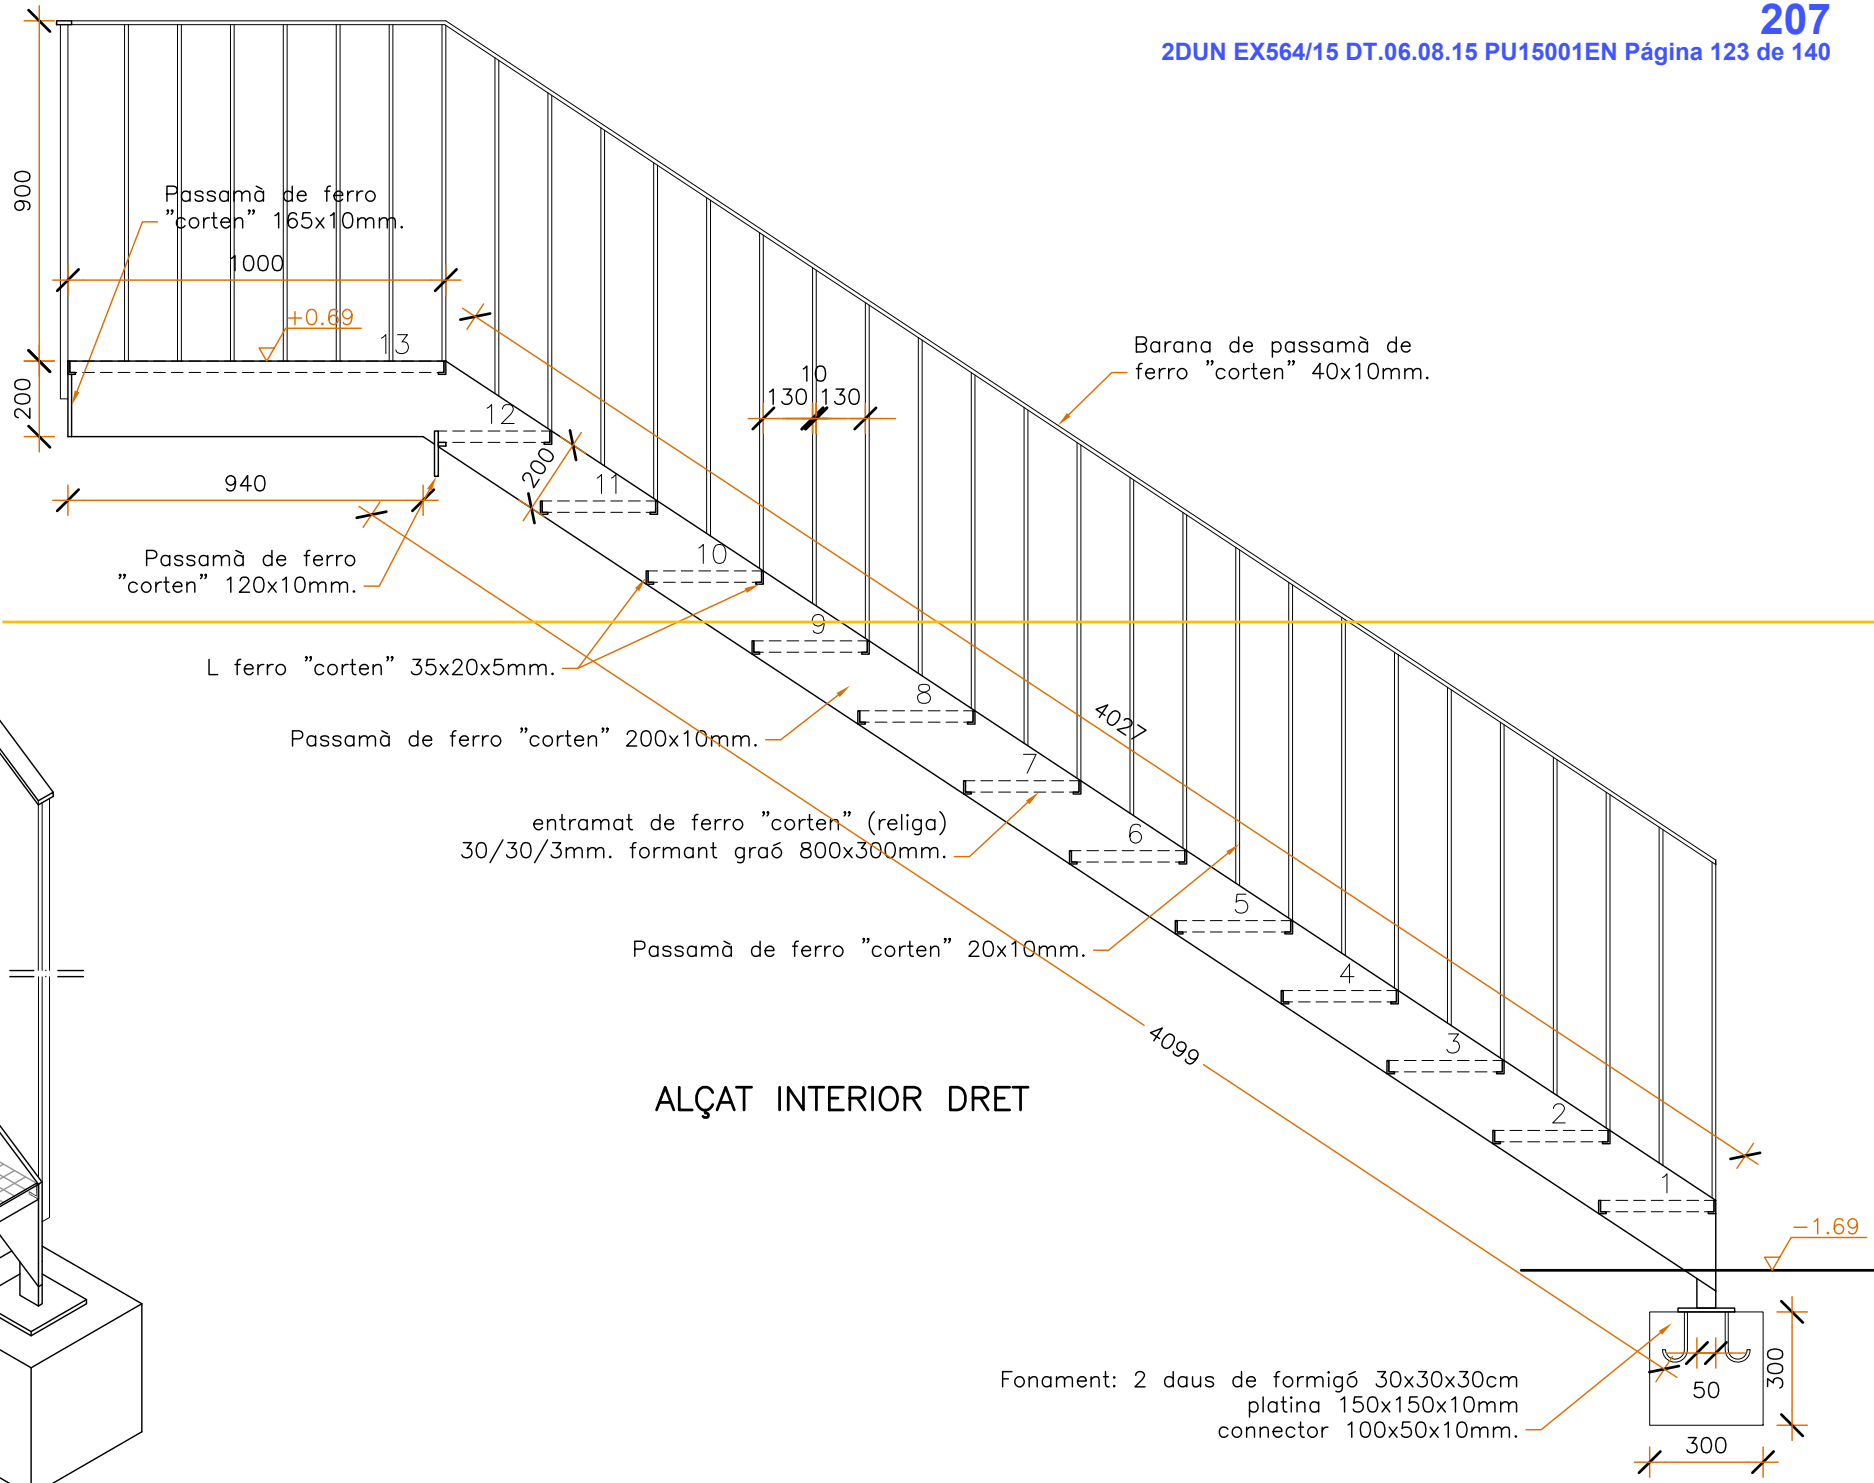 207
2DUN EX564/15 DT.06.08.15 PU15001EN Página 123 de 140
900
Passamà de ferro
"corten" 165x10mm.
1000
+0.69
13
200
12
940
Passamà de ferro
"corten" 120x10mm.
200
11
10
130 130
10
Barana de passamà de
ferro "corten" 40x10mm.
9
L ferro "corten" 35x20x5mm.
8
Passamà de ferro "corten" 200x10mm.
4027
7
entramat de ferro "corten" (religa)
30/30/3mm. formant graó 800x300mm.
6
5
Passamà de ferro "corten" 20x10mm.
4
4099
3
ALÇAT INTERIOR DRET
2
1
-1.69
Fonament: 2 daus de formigó 30x30x30cm
platina 150x150x10mm
connector 100x50x10mm.
50
300
300